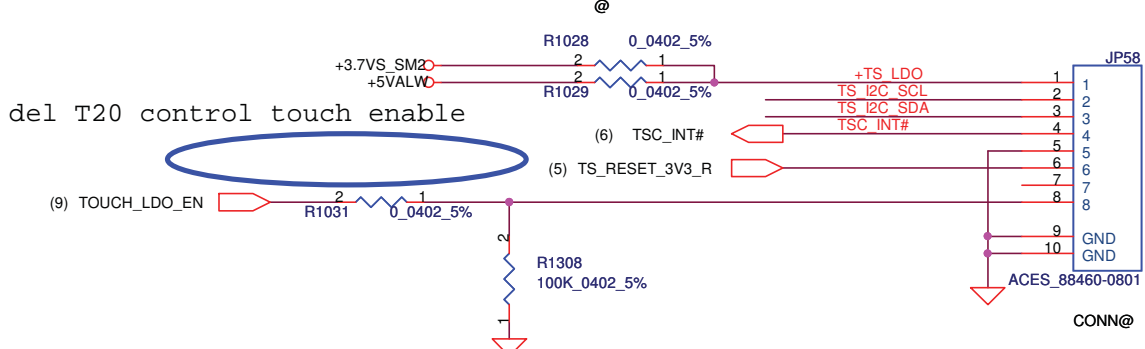 @
R1028 0_0402_5%
JP58
+3.7VS_SM2 2 1
+5VALW 2 1
R1029 0_0402_5%
+TS_LDO 1 1
TS_I2C_SCL 2 2
TS_I2C_SDA 3 3
del T20 control touch enable
(6) TSC_INT# TSC_INT# 4 4
5 5
(5) TS_RESET_3V3_R 6 6
7 7
(9) TOUCH_LDO_EN 2 1 8 8
R1031 0_0402_5%
2
9 GND
10 GND
R1308
100K_0402_5%
1
ACES_88460-0801
CONN@